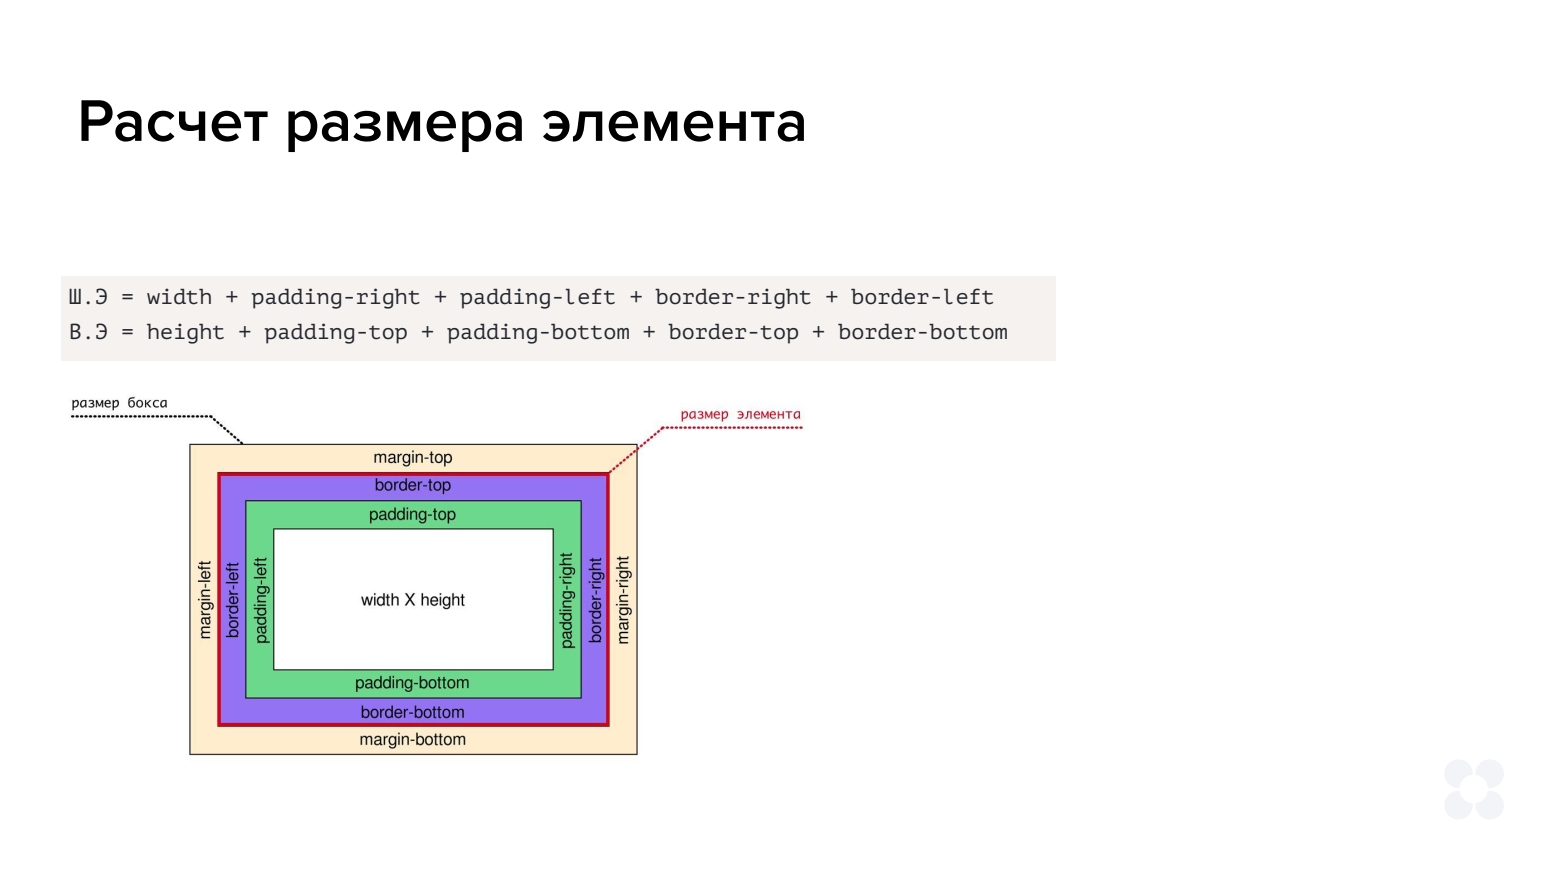 Расчет размера элемента
Ш.Э = width + padding-right + padding-left + border-right + border-left
В.Э = height + padding-top + padding-bottom + border-top + border-bottom
размер бокса
размер элемента
margin-top
border-top
padding-top
margin-left
border-left
padding-left
width X height
padding-right
border-right
margin-right
padding-bottom
border-bottom
margin-bottom